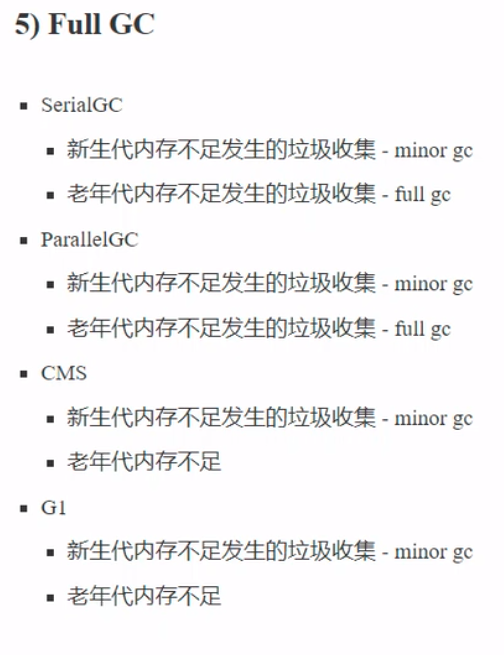 5) Full GC
SerialGC
新生代内存不足发生的垃圾收集 - minor gc
老年代内存不足发生的垃圾收集 - full gc
ParallelGC
新生代内存不足发生的垃圾收集 - minor gc
老年代内存不足发生的垃圾收集 - full gc
CMS
新生代内存不足发生的垃圾收集 - minor gc
老年代内存不足
G1
新生代内存不足发生的垃圾收集 - minor gc
老年代内存不足